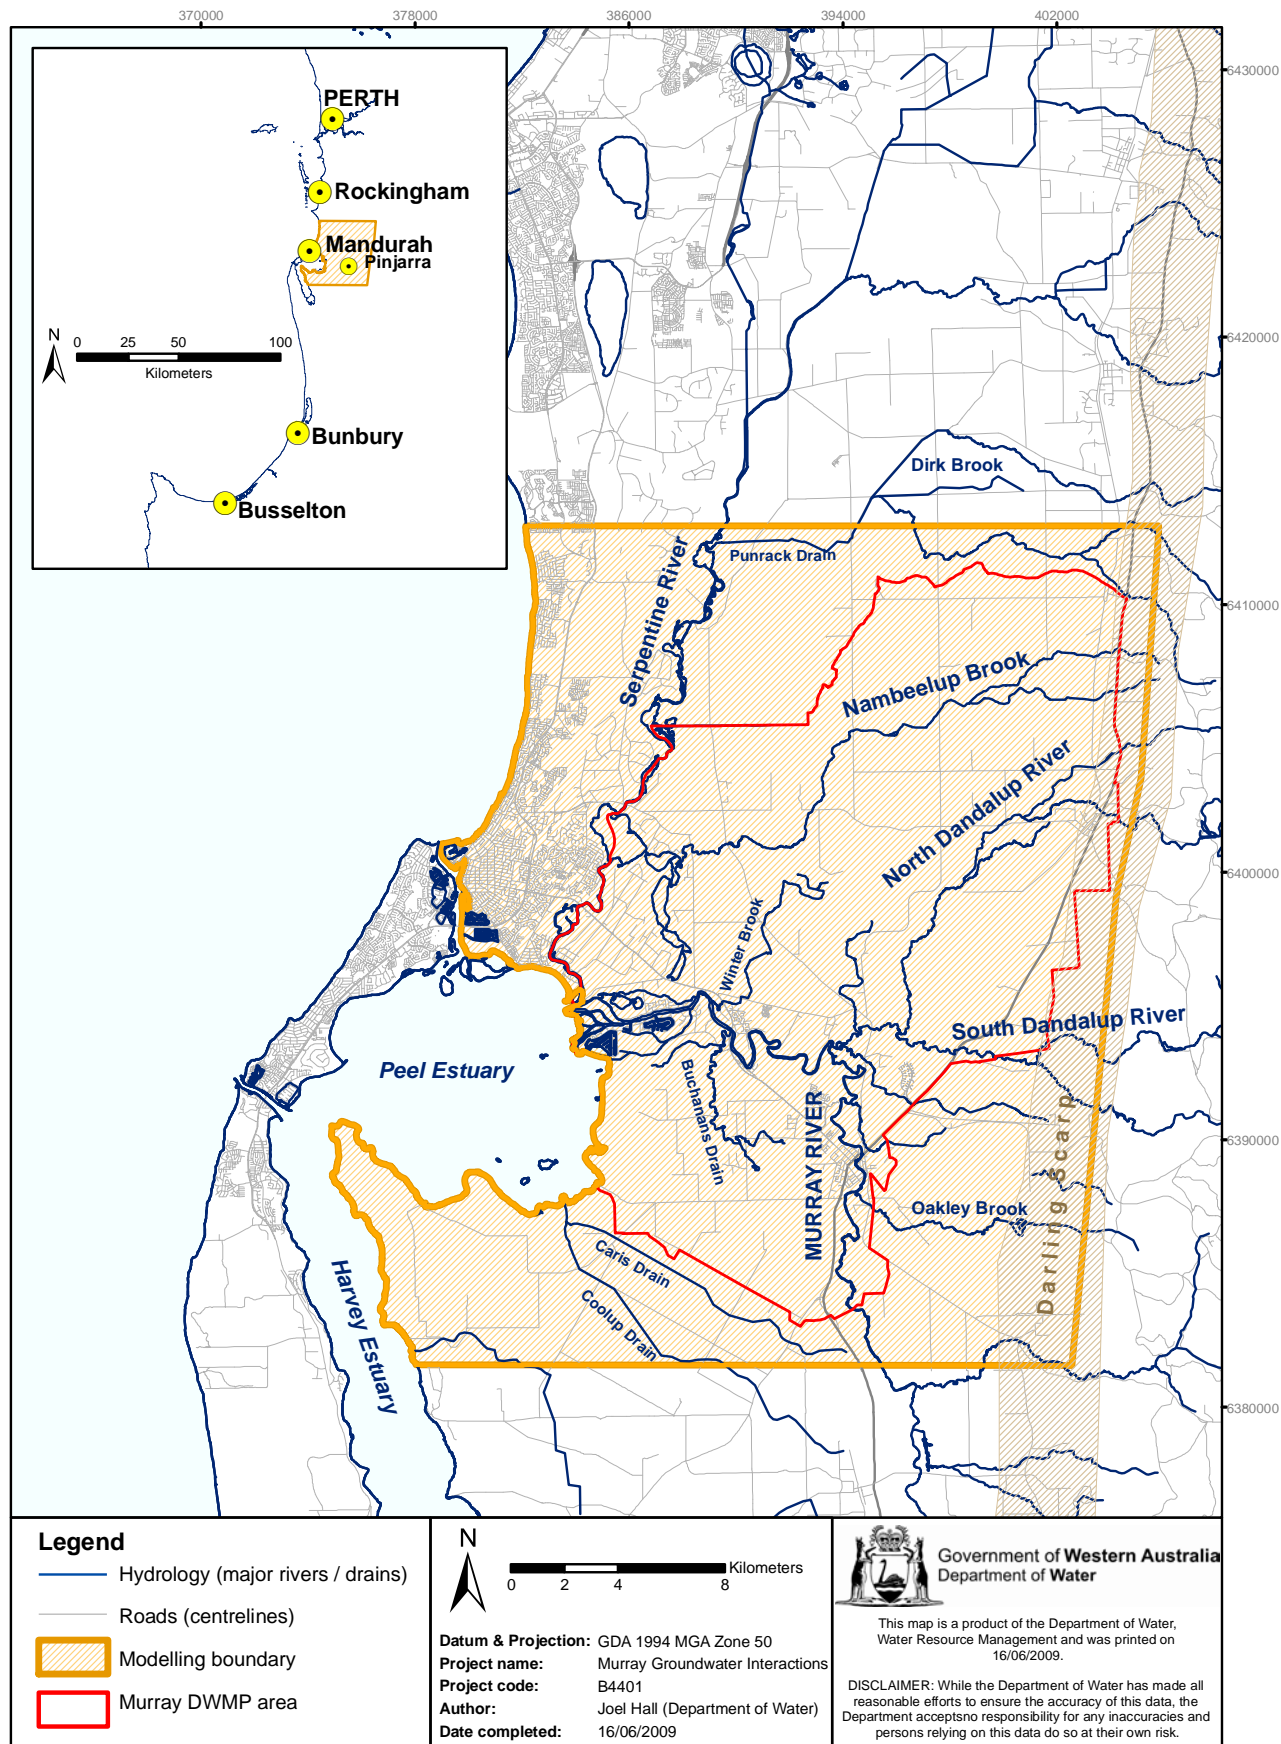 370000 378000 386000 394000 402000
6430000
6420000
6410000
6400000
6390000
6380000
PERTH
Rockingham
Mandurah
Pinjarra
N
0 25 50 100
Kilometers
Bunbury
Busselton
Dirk Brook
Punrack Drain
Serpentine River
Nambeelup Brook
North Dandalup River
Winter Brook
South Dandalup River
Peel Estuary
Buchanans Drain
MURRAY RIVER
Darling Scarp
Oakley Brook
Caris Drain
Coolup Drain
Harvey Estuary
Legend
Hydrology (major rivers / drains)
Roads (centrelines)
Modelling boundary
Murray DWMP area
N
Kilometers
0 2 4 8
Datum & Projection: GDA 1994 MGA Zone 50
Project name: Murray Groundwater Interactions
Project code: B4401
Author: Joel Hall (Department of Water)
Date completed: 16/06/2009
Government of Western Australia
Department of Water
This map is a product of the Department of Water,
Water Resource Management and was printed on
16/06/2009.
DISCLAIMER: While the Department of Water has made all
reasonable efforts to ensure the accuracy of this data, the
Department acceptsno responsibility for any inaccuracies and
persons relying on this data do so at their own risk.